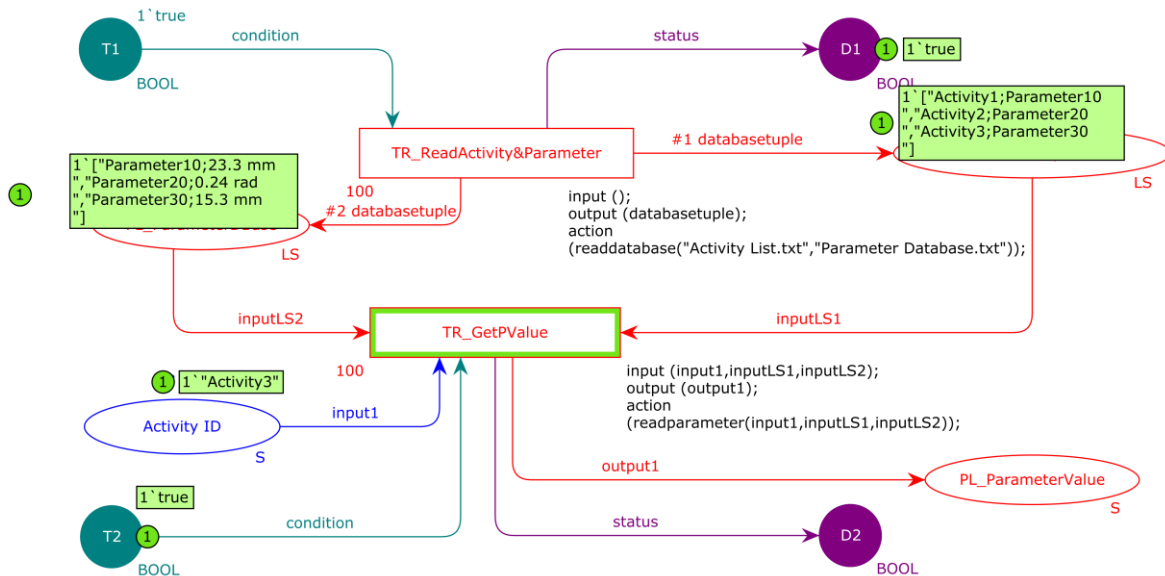 1`true
T1
condition
BOOL
status
D1
1
1`true
BOOL
TR_ReadActivity&Parameter
100
#1 databasetuple
1
1`["Activity1;Parameter10
","Activity2;Parameter20
","Activity3;Parameter30
"]
LS
1
1`["Parameter10;23.3 mm
","Parameter20;0.24 rad
","Parameter30;15.3 mm
"]
LS
#2 databasetuple
input ();
output (databasetuple);
action
(readdatabase("Activity List.txt","Parameter Database.txt"));
inputLS2
TR_GetPValue
100
inputLS1
input (input1,inputLS1,inputLS2);
output (output1);
action
(readparameter(input1,inputLS1,inputLS2));
1
1`"Activity3"
Activity ID
S
input1
output1
PL_ParameterValue
S
1`true
T2
1
BOOL
condition
status
D2
BOOL